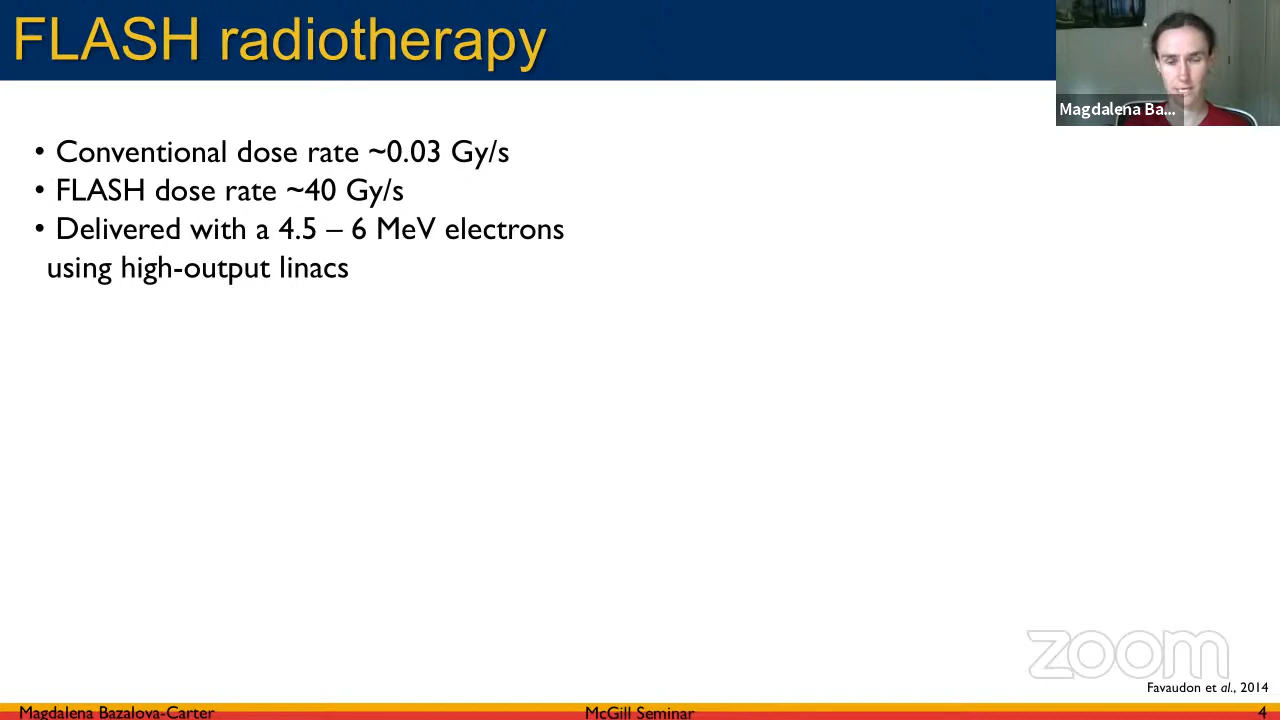 FLASH radiotherapy
Magdalena Ba...
• Conventional dose rate ~0.03 Gy/s
• FLASH dose rate ~40 Gy/s
• Delivered with a 4.5 – 6 MeV electrons
using high-output linacs
zoom
Favaudon et al., 2014
Magdalena Bazalova-Carter
McGill Seminar
4